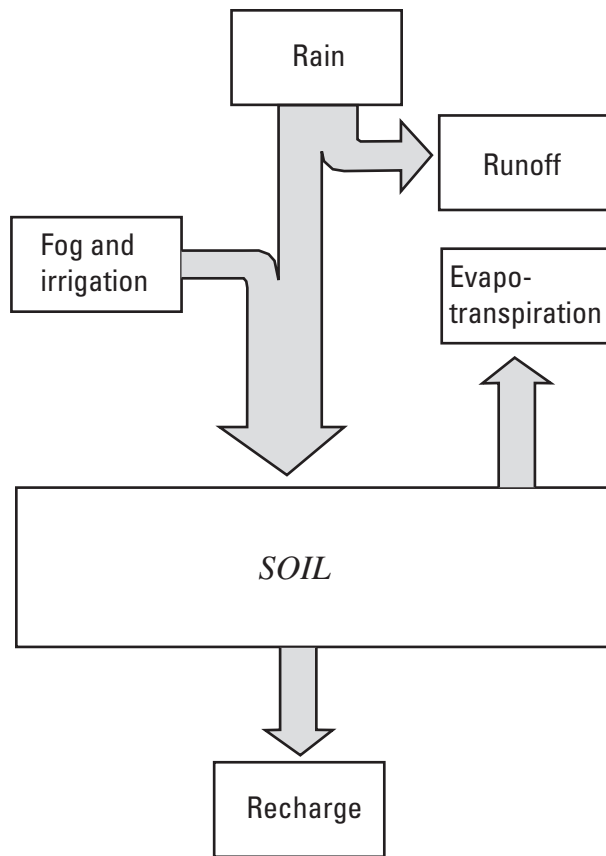 Rain
Runoff
Fog and
irrigation
Evapo-
transpiration
SOIL
Recharge